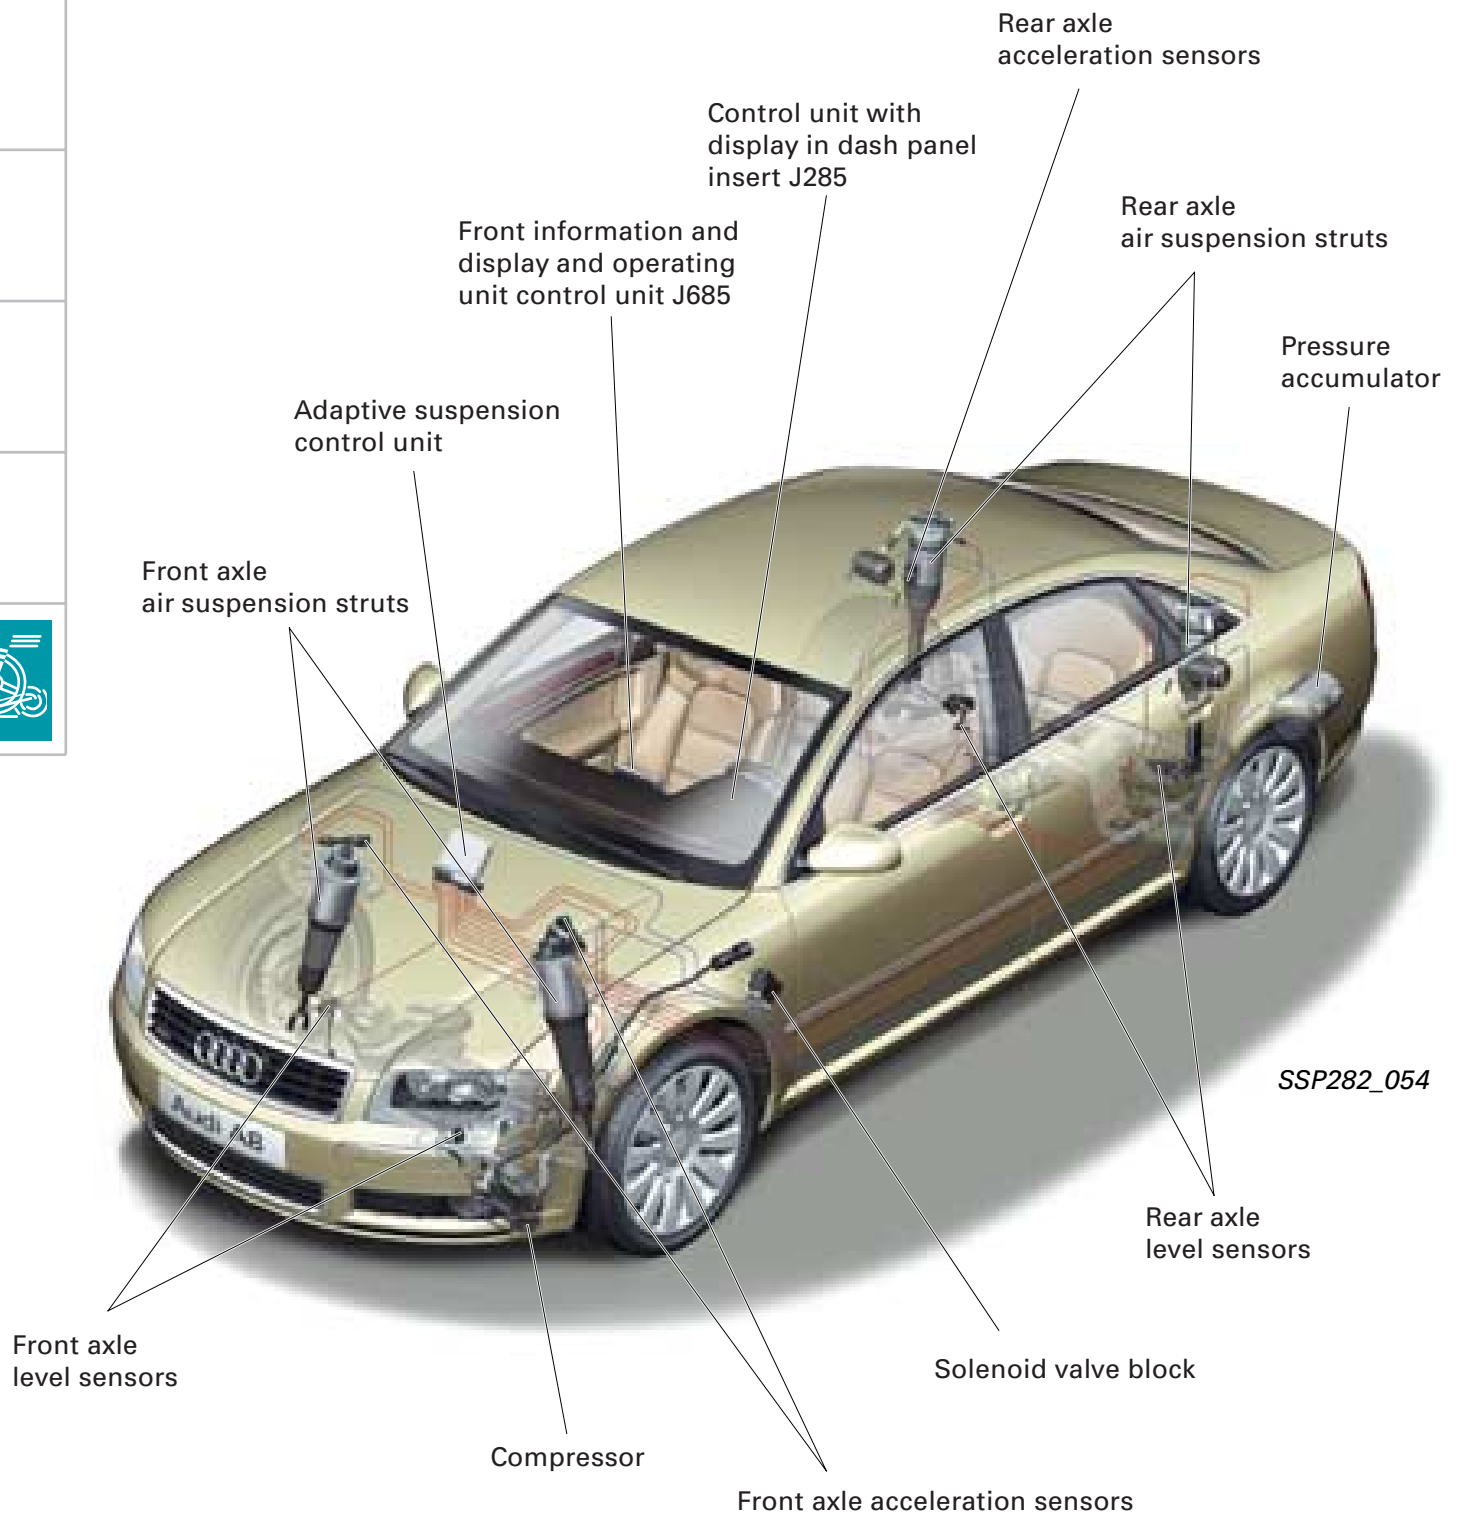 Rear axle
acceleration sensors
Control unit with
display in dash panel
insert J285
Rear axle
air suspension struts
Front information and
display and operating
unit control unit J685
Pressure
accumulator
Adaptive suspension
control unit
Front axle
air suspension struts
Audi A8
SSP282_054
Rear axle
level sensors
Front axle
level sensors
Solenoid valve block
Compressor
Front axle acceleration sensors